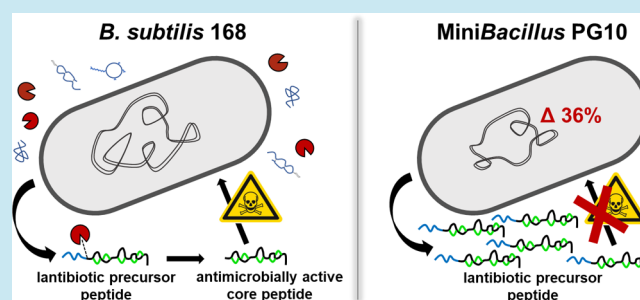 B. subtilis 168
MiniBacillus PG10
Δ 36%
lantibiotic precursor
peptide
antimicrobially active
core peptide
lantibiotic precursor
peptide